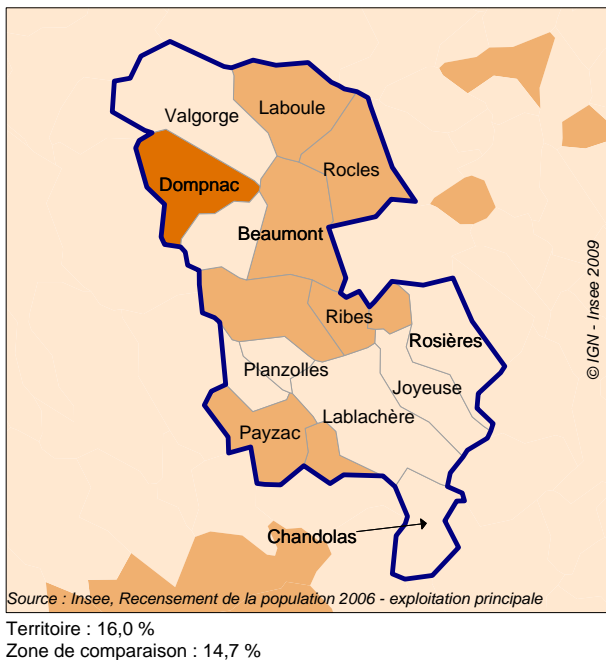 Valgorge
Laboule
Rocles
Dompnac
Beaumont
Ribes
Rosières
Planzolles
Joyeuse
Lablachère
Payzac
Chandolas
© IGN - Insee 2009
Source : Insee, Recensement de la population 2006 - exploitation principale
Territoire : 16,0 %
Zone de comparaison : 14,7 %